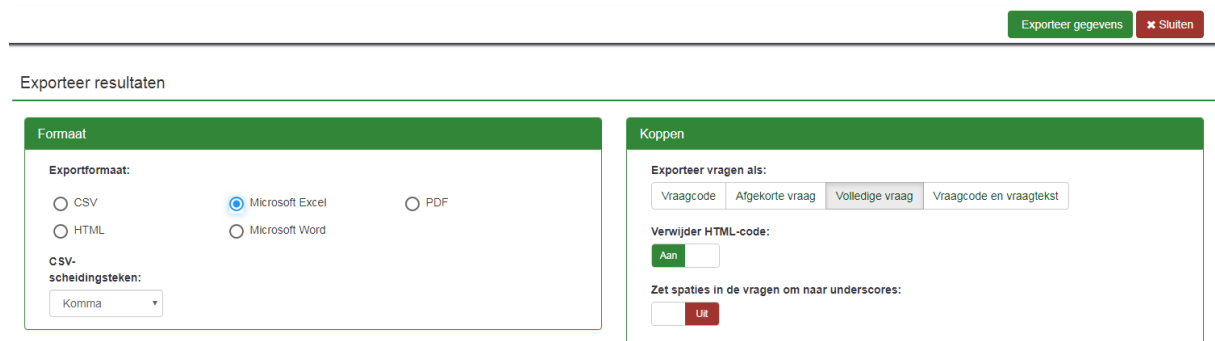 Exporteer gegevens
✖ Sluiten
Exporteer resultaten
Formaat
Exportformaat:
CSV
Microsoft Excel
PDF
HTML
Microsoft Word
CSV-
scheidingsteken:
Komma
Koppen
Exporteer vragen als:
Vraagcode
Afgekorte vraag
Volledige vraag
Vraagcode en vraagtekst
Verwijder HTML-code:
Aan
Zet spaties in de vragen om naar underscores:
Uit